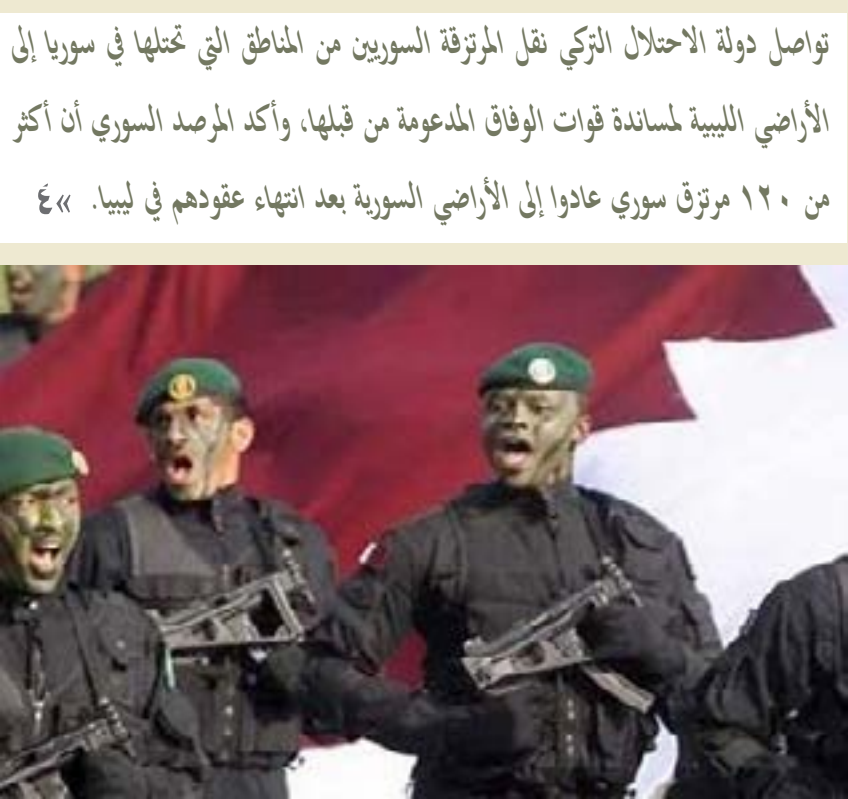 تواصل دولة الاحتلال التركي نقل المرتزقة السوريين من المناطق التي تحتلها في سوريا إلى
الأراضي الليبية لمساندة قوات الوفاق المدعومة من قبلها، وأكد المرصد السوري أن أكثر
من ١٢٠ مرتزق سوري عادوا إلى الأراضي السورية بعد انتهاء عقودهم في ليبيا. »٤